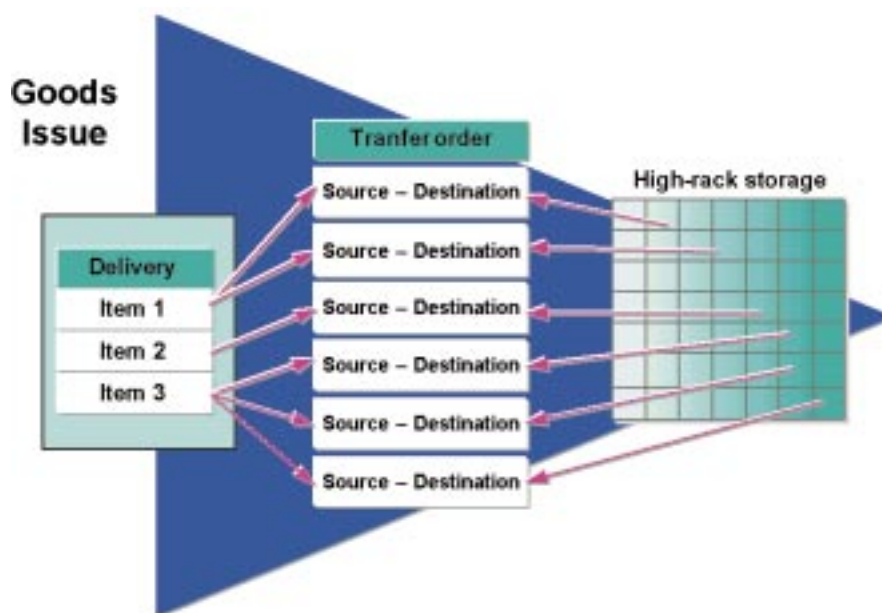 Goods
Issue
Tranfer order
High-rack storage
Source – Destination
Source – Destination
Delivery
Item 1
Source – Destination
Item 2
Source – Destination
Item 3
Source – Destination
Source – Destination